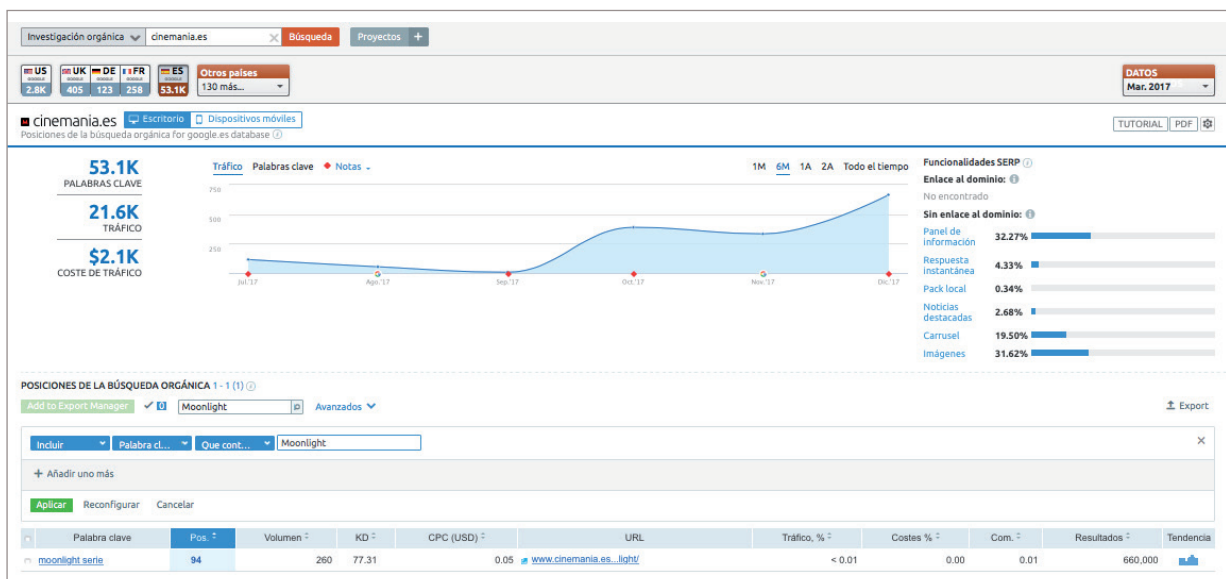 Investigación orgánica cinemania.es Búsqueda Proyectos +
US UK DE FR ES Otros países DATOS
2.8K 405 123 258 53.1K 130 más... Mar. 2017
cinemania.es Escritorio Dispositivos móviles TUTORIAL PDF
Posiciones de la búsqueda orgánica for google.es database
53.1K
PALABRAS CLAVE
21.6K
TRÁFICO
$2.1K
COSTE DE TRÁFICO
Tráfico Palabras clave Notas 1M 6M 1A 2A Todo el tiempo
750
500
250
Jul.'17 Ago.'17 Sep.'17 Oct.'17 Nov.'17 Dic.'17
Funcionalidades SERP
Enlace al dominio:
No encontrado
Sin enlace al dominio:
Panel de
información 32.27%
Respuesta
instantánea 4.33%
Pack local 0.34%
Noticias
destacadas 2.68%
Carrusel 19.50%
Imágenes 31.62%
POSICIONES DE LA BÚSQUEDA ORGÁNICA 1 - 1 (1)
Add to Export Manager 0 Moonlight Avanzados Export
Incluir Palabra cl... Que cont... Moonlight
+ Añadir uno más
Aplicar Reconfigurar Cancelar
Palabra clave Pos. Volumen KD CPC (USD) URL Tráfico, % Costes % Com. Resultados Tendencia
moonlight serie 94 260 77.31 0.05 www.cinemania.es...light/ < 0.01 0.00 0.01 660,000